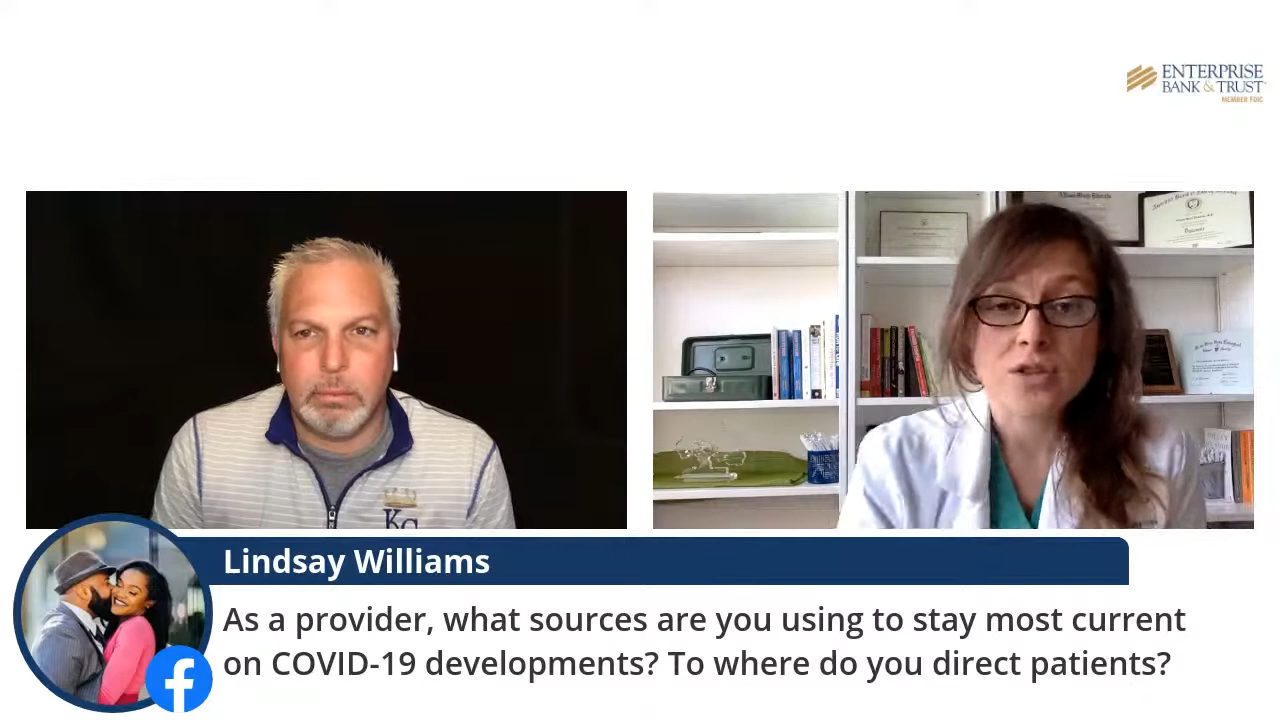 ENTERPRISE
BANK & TRUST
MEMBER FDIC
KC
Lindsay Williams
As a provider, what sources are you using to stay most current
on COVID-19 developments? To where do you direct patients?